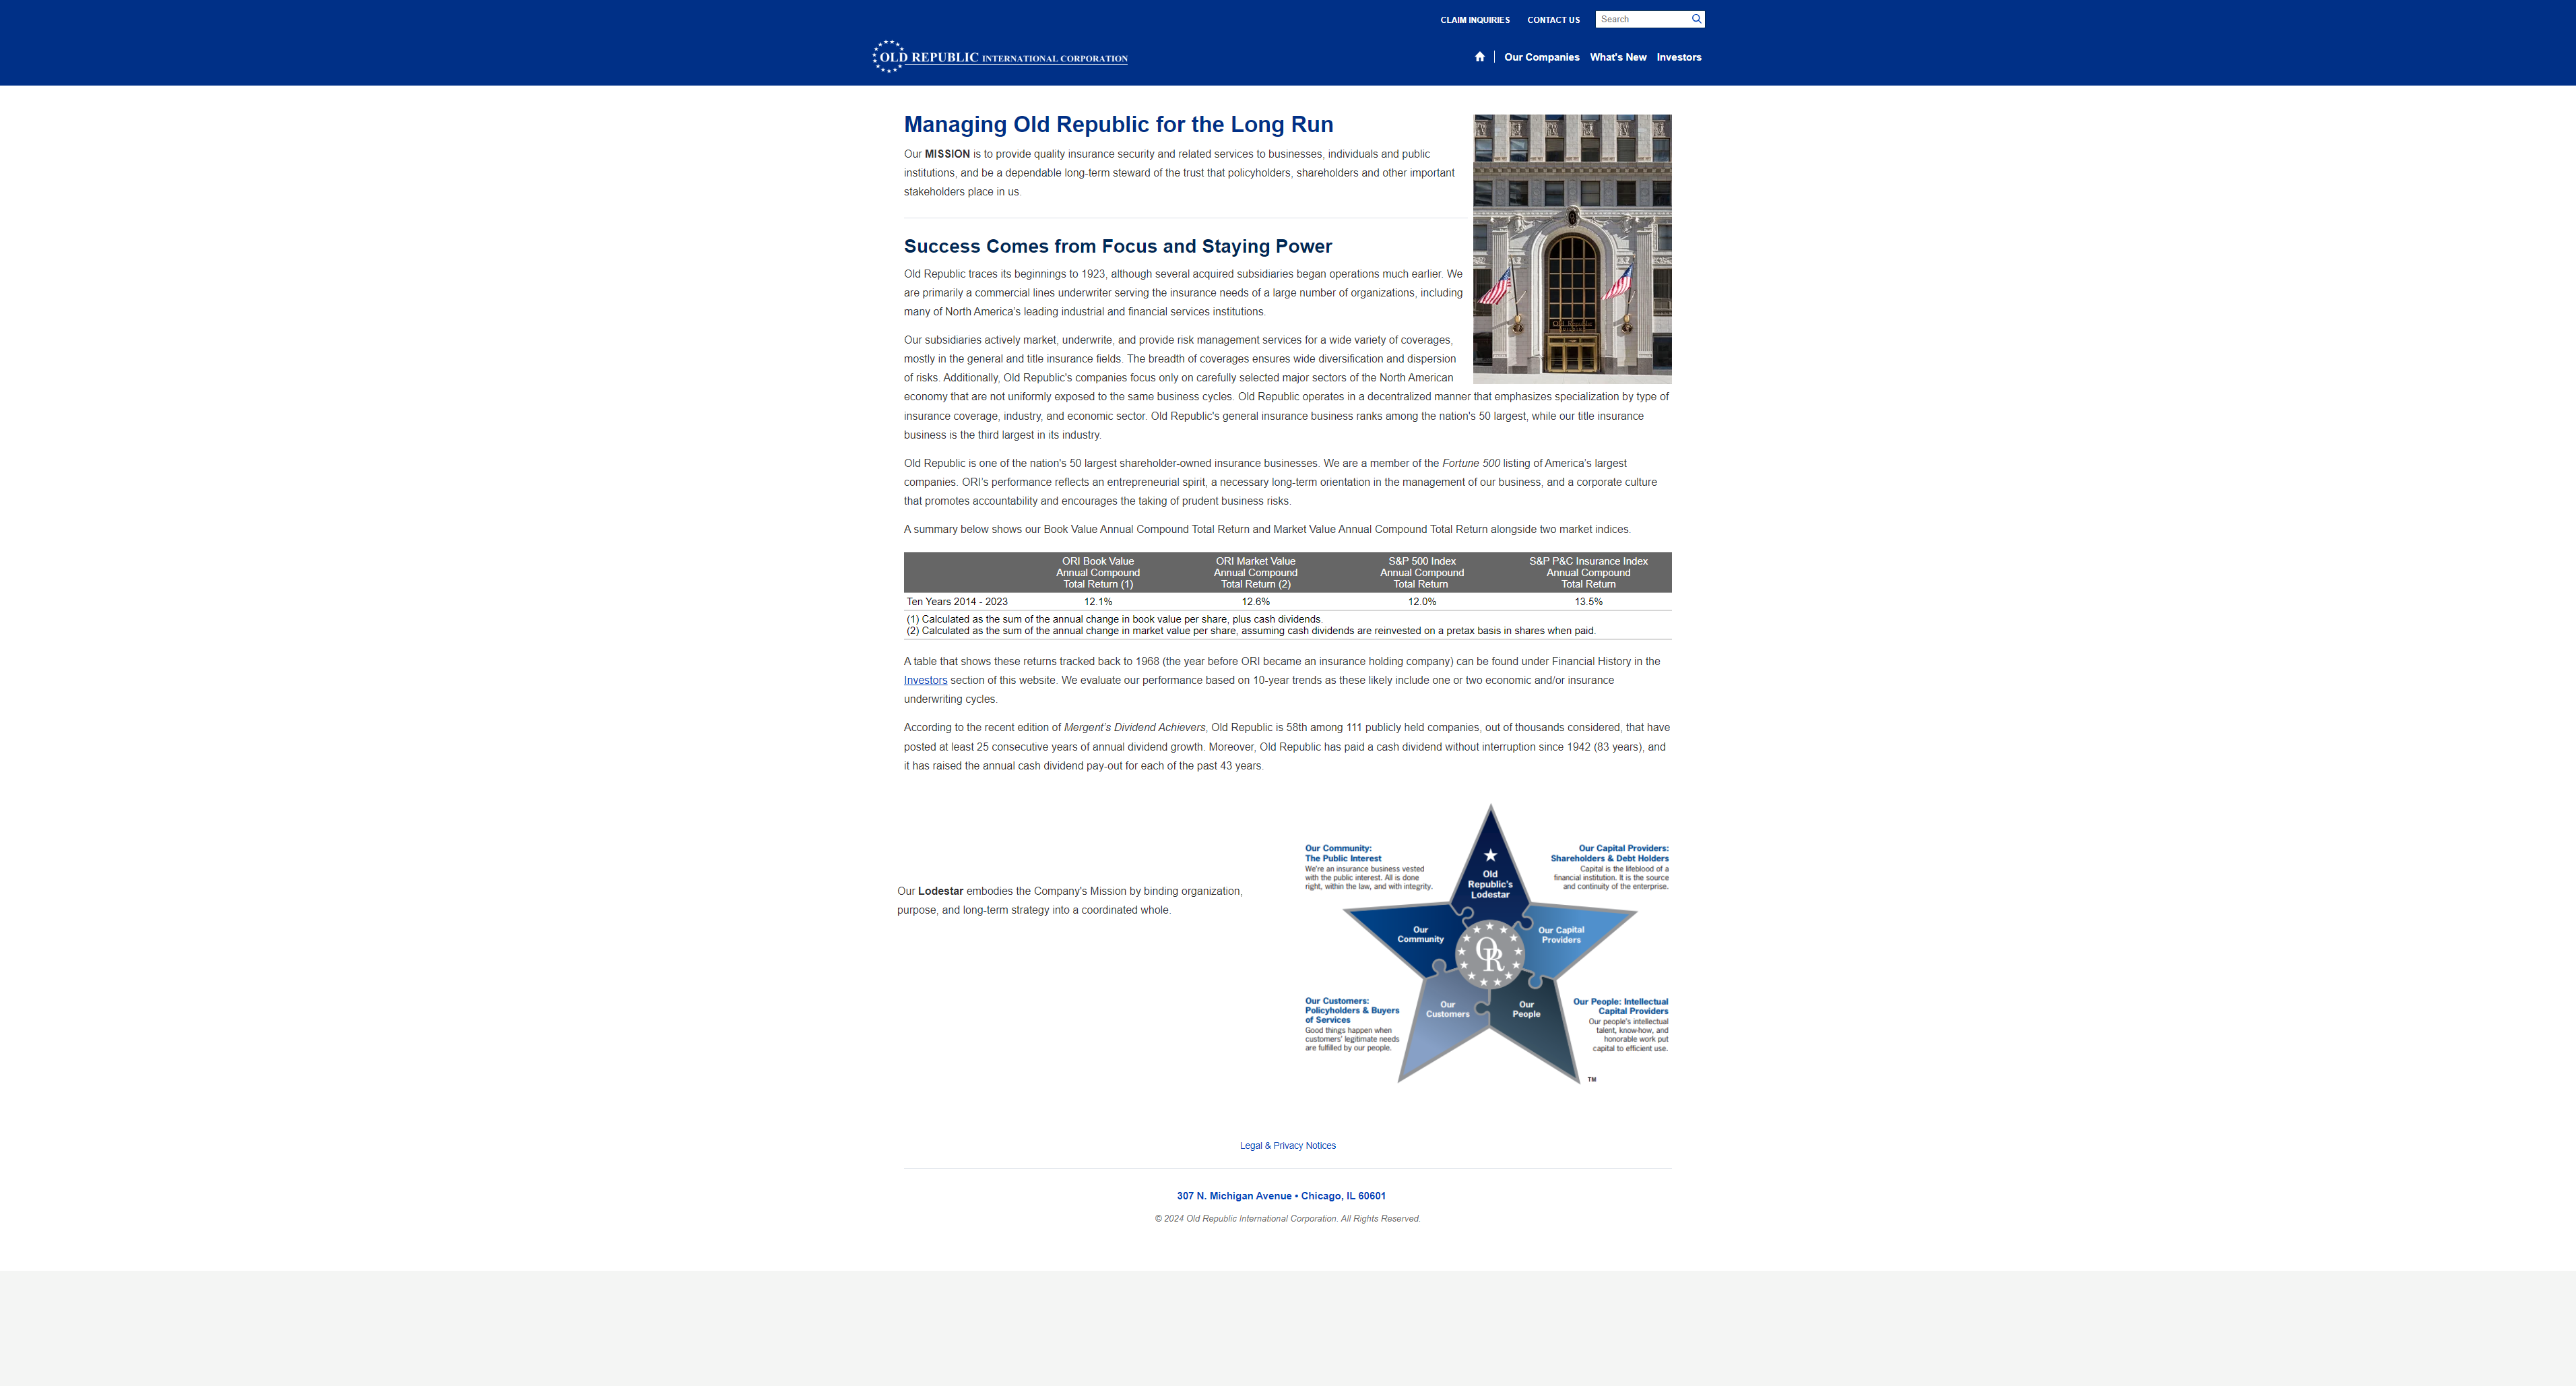 CLAIM INQUIRIES CONTACT US Search
OLD REPUBLIC INTERNATIONAL CORPORATION
Our Companies What's New Investors
Managing Old Republic for the Long Run
Our MISSION is to provide quality insurance security and related services to businesses, individuals and public
institutions, and be a dependable long-term steward of the trust that policyholders, shareholders and other important
stakeholders place in us.
Success Comes from Focus and Staying Power
Old Republic traces its beginnings to 1923, although several acquired subsidiaries began operations much earlier. We
are primarily a commercial lines underwriter serving the insurance needs of a large number of organizations, including
many of North America's leading industrial and financial services institutions.
Our subsidiaries actively market, underwrite, and provide risk management services for a wide variety of coverages,
mostly in the general and title insurance fields. The breadth of coverages ensures wide diversification and dispersion
of risks. Additionally, Old Republic's companies focus only on carefully selected major sectors of the North American
economy that are not uniformly exposed to the same business cycles. Old Republic operates in a decentralized manner that emphasizes specialization by type of
insurance coverage, industry, and economic sector. Old Republic's general insurance business ranks among the nation's 50 largest, while our title insurance
business is the third largest in its industry.
Old Republic is one of the nation's 50 largest shareholder-owned insurance businesses. We are a member of the Fortune 500 listing of America's largest
companies. ORI's performance reflects an entrepreneurial spirit, a necessary long-term orientation in the management of our business, and a corporate culture
that promotes accountability and encourages the taking of prudent business risks.
A summary below shows our Book Value Annual Compound Total Return and Market Value Annual Compound Total Return alongside two market indices.
ORI Book Value ORI Market Value S&P 500 Index S&P P&C Insurance Index
Annual Compound Annual Compound Annual Compound Annual Compound
Total Return (1) Total Return (2) Total Return Total Return
Ten Years 2014 - 2023 12.1% 12.6% 12.0% 13.5%
(1) Calculated as the sum of the annual change in book value per share, plus cash dividends.
(2) Calculated as the sum of the annual change in market value per share, assuming cash dividends are reinvested on a pretax basis in shares when paid.
A table that shows these returns tracked back to 1968 (the year before ORI became an insurance holding company) can be found under Financial History in the
Investors section of this website. We evaluate our performance based on 10-year trends as these likely include one or two economic and/or insurance
underwriting cycles.
According to the recent edition of Mergent's Dividend Achievers, Old Republic is 58th among 111 publicly held companies, out of thousands considered, that have
posted at least 25 consecutive years of annual dividend growth. Moreover, Old Republic has paid a cash dividend without interruption since 1942 (83 years), and
it has raised the annual cash dividend pay-out for each of the past 43 years.
Our Lodestar embodies the Company's Mission by binding organization,
purpose, and long-term strategy into a coordinated whole.
Our Community:
The Public Interest
We're an insurance business vested
with the public interest. All is done
right, within the law, and with integrity.
Old
Republic's
Lodestar
Our Capital Providers:
Shareholders & Debt Holders
Capital is the lifeblood of a
financial institution. It is the source
and continuity of the enterprise.
Our
Community
Our Capital
Providers
OR
Our Customers:
Policyholders & Buyers
of Services
Good things happen when
customers' legitimate needs
are fulfilled by our people.
Our
Customers
Our
People
Our People: Intellectual
Capital Providers
Our people's intellectual
talent, know-how, and
honorable work put
capital to efficient use.
TM
Legal & Privacy Notices
307 N. Michigan Avenue • Chicago, IL 60601
© 2024 Old Republic International Corporation. All Rights Reserved.